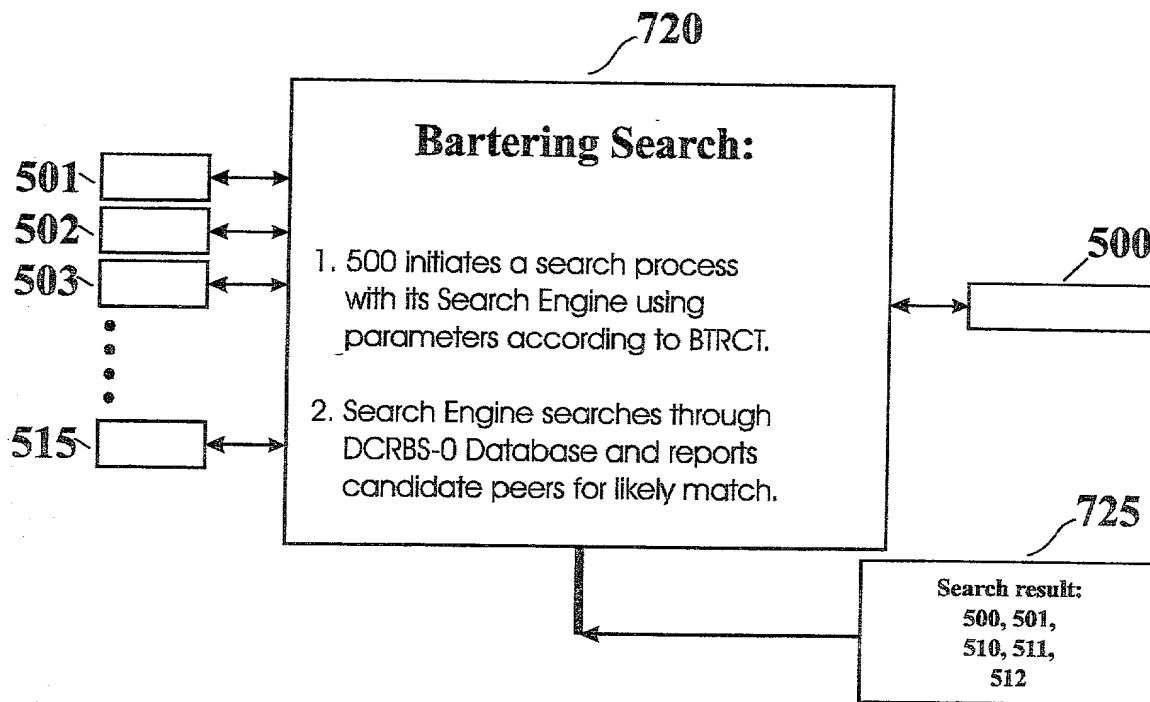 720
Bartering Search:
501
502
503
515
1. 500 initiates a search process
with its Search Engine using
parameters according to BTRCT.
2. Search Engine searches through
DCRBS-0 Database and reports
candidate peers for likely match.
500
725
Search result:
500, 501,
510, 511,
512